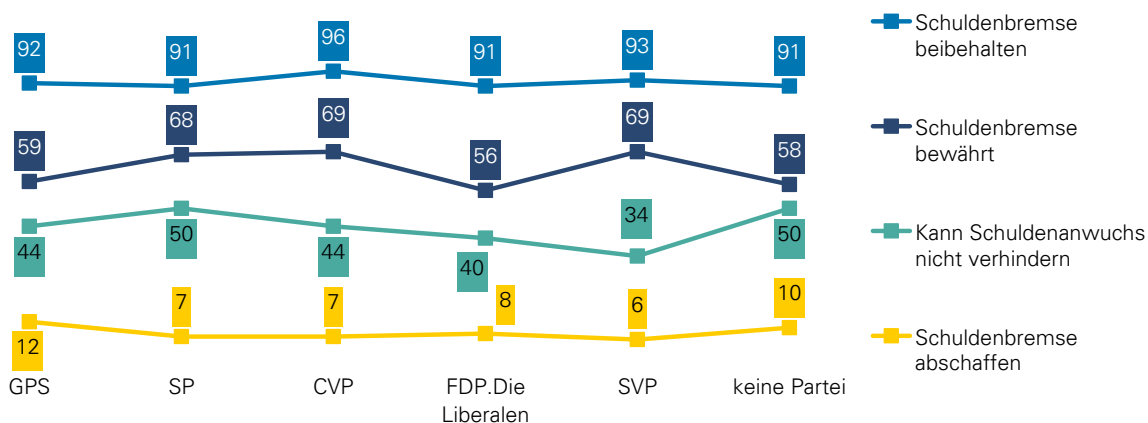 92
91
96
91
93
91
59
68
69
56
69
58
44
50
44
40
34
50
12
7
7
8
6
10
GPS
SP
CVP
FDP.Die
Liberalen
SVP
keine Partei
Schuldenbremse
beibehalten
Schuldenbremse
bewährt
Kann Schuldenanwuchs
nicht verhindern
Schuldenbremse
abschaffen